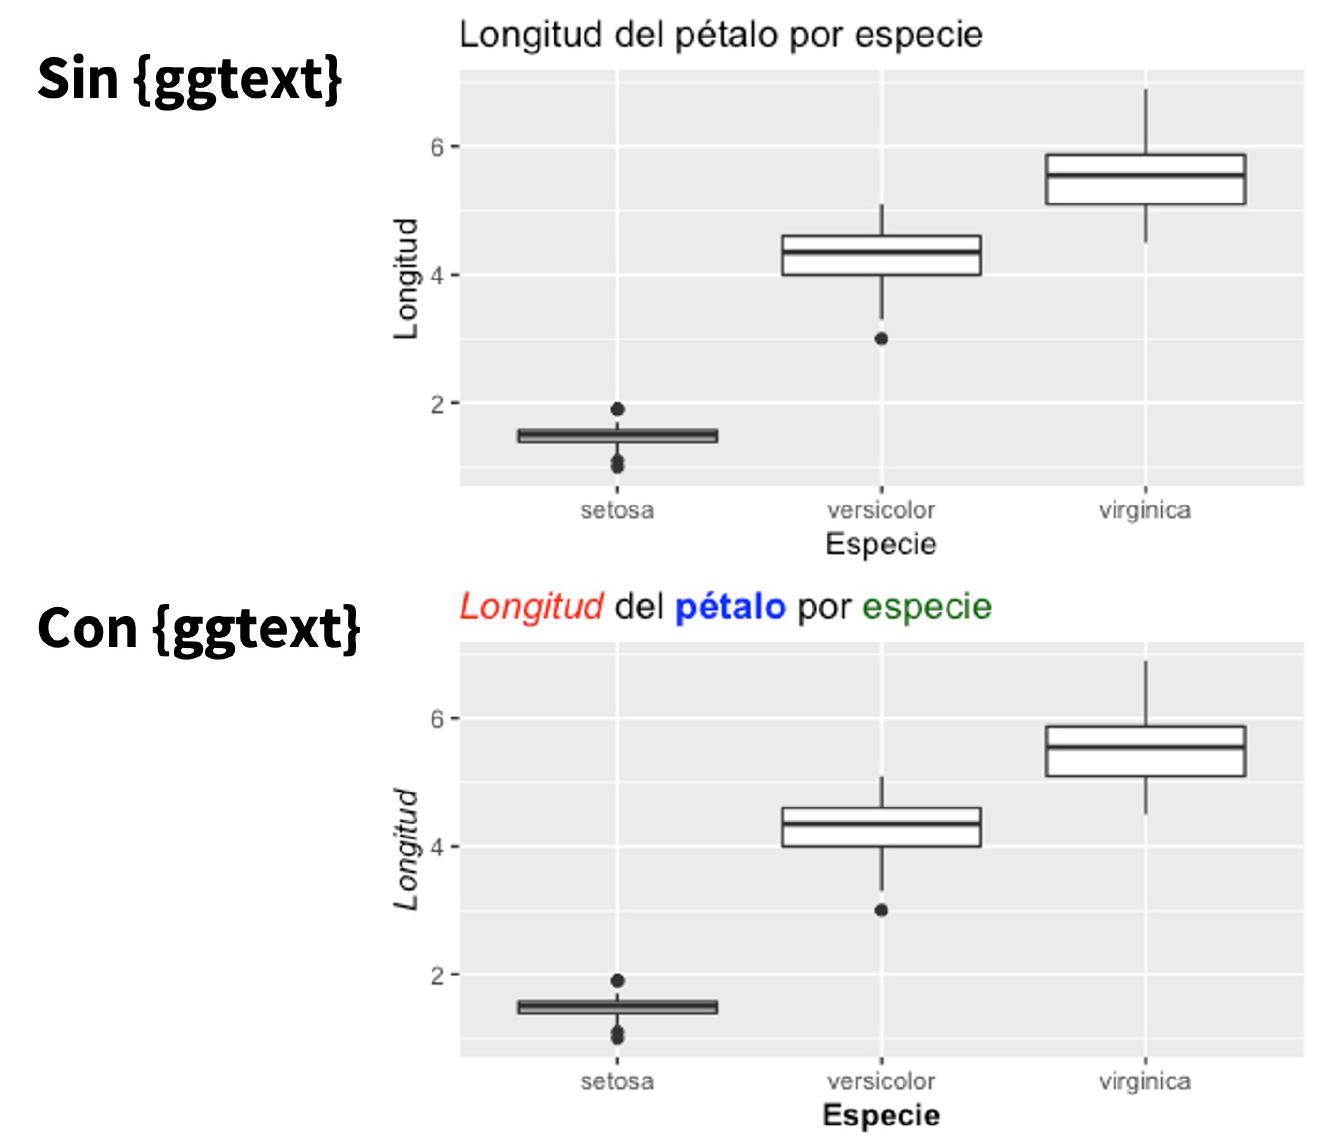 Sin {ggtext}
Longitud del pétalo por especie
Longitud
6
4
2
setosa versicolor virginica
Especie
Con {ggtext}
Longitud del pétalo por especie
Longitud
6
4
2
setosa versicolor virginica
Especie